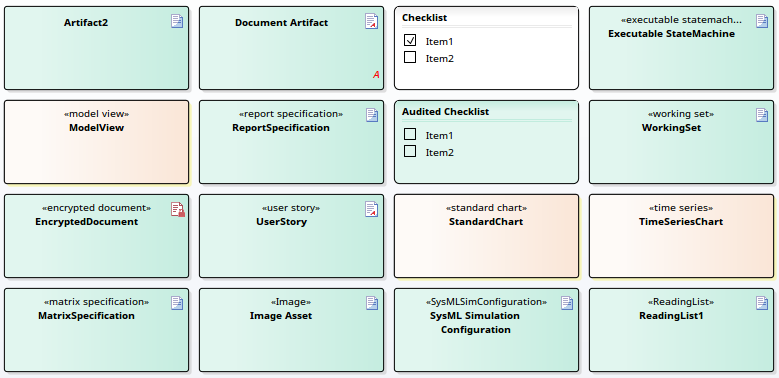 Artifact2
Document Artifact
A
Checklist
Item1
Item2
«executable statemach...
Executable StateMachine
«model view»
ModelView
«report specification»
ReportSpecification
Audited Checklist
Item1
Item2
«working set»
WorkingSet
«encrypted document»
EncryptedDocument
«user story»
UserStory
«standard chart»
StandardChart
«time series»
TimeSeriesChart
«matrix specification»
MatrixSpecification
«Image»
Image Asset
«SysMLSimConfiguration»
SysML Simulation
Configuration
«ReadingList»
ReadingList1